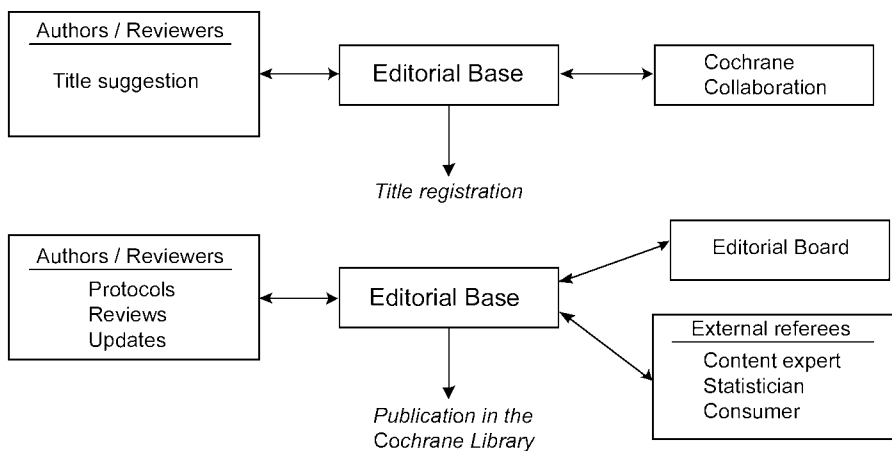 Authors / Reviewers
Title suggestion
Editorial Base
Cochrane
Collaboration
Title registration
Authors / Reviewers
Protocols
Reviews
Updates
Editorial Base
Editorial Board
External referees
Content expert
Statistician
Consumer
Publication in the
Cochrane Library